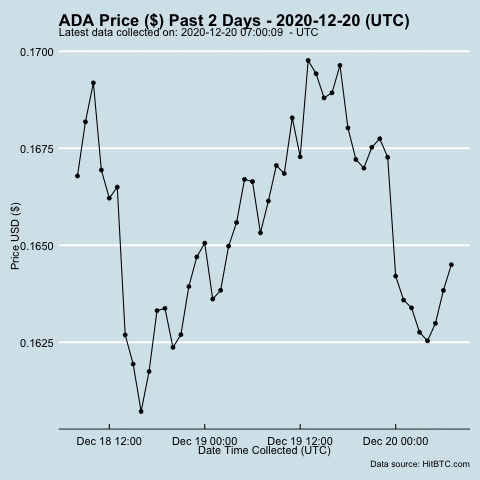 ADA Price ($) Past 2 Days - 2020-12-20 (UTC)
Latest data collected on: 2020-12-20 07:00:09  - UTC
0.1700
0.1675
0.1650
0.1625
Price USD ($)
Dec 18 12:00 Dec 19 00:00 Dec 19 12:00 Dec 20 00:00
Date Time Collected (UTC)
Data source: HitBTC.com